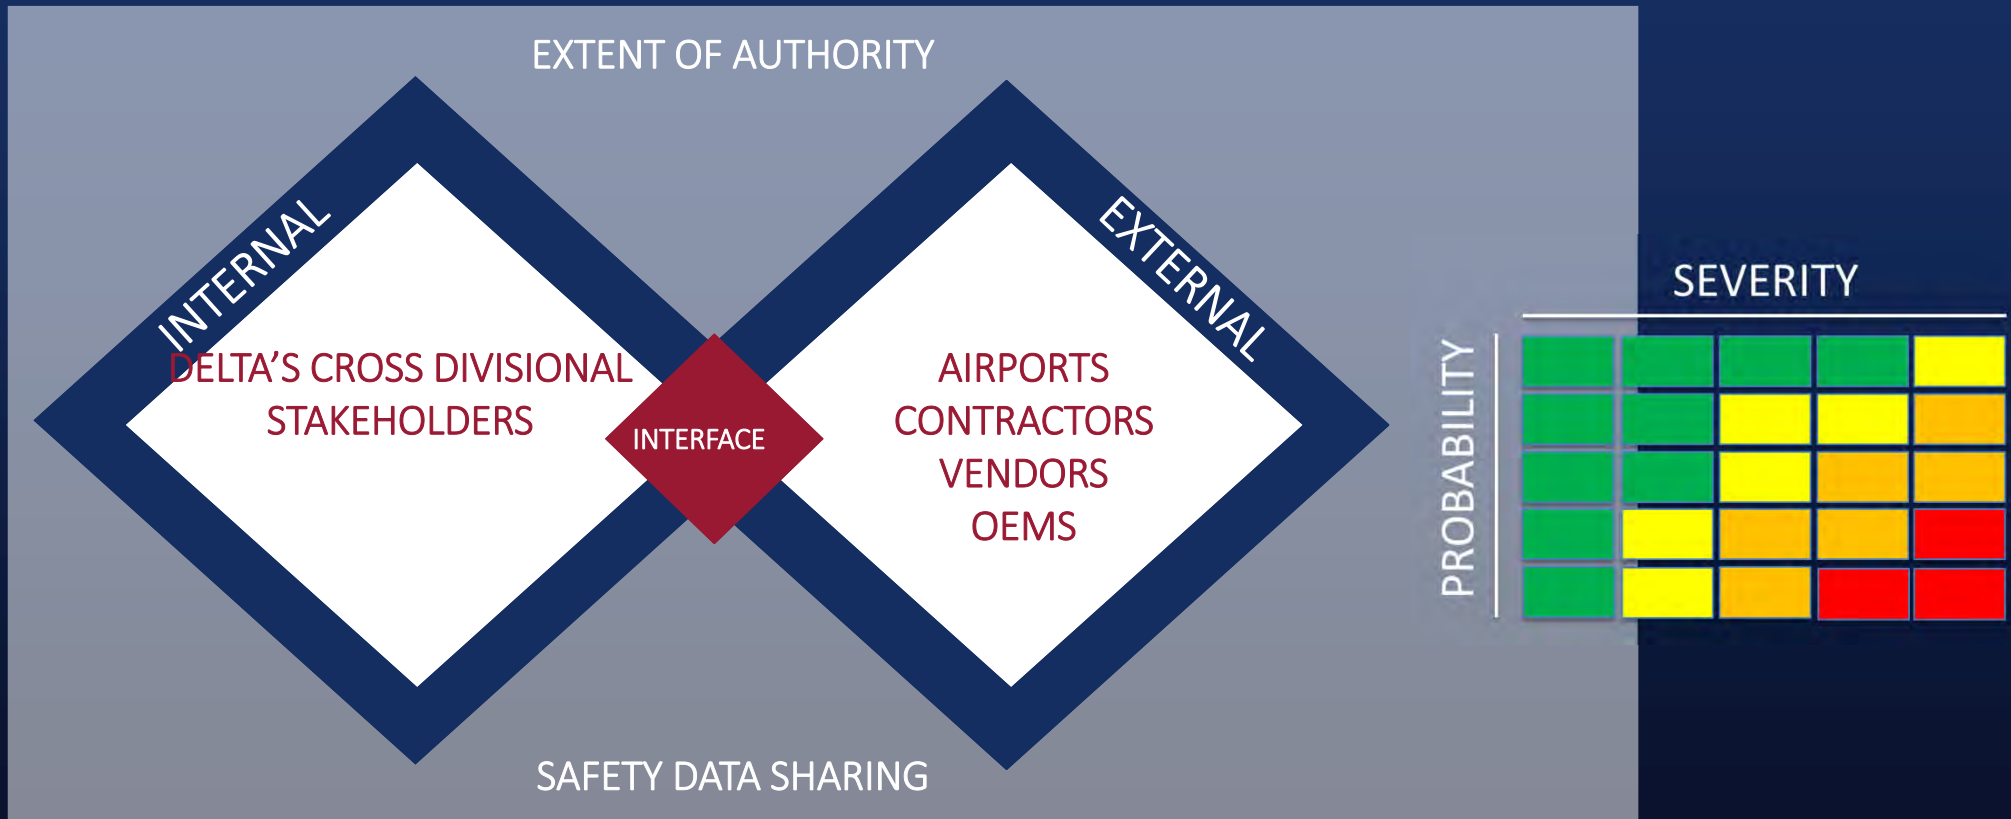 EXTENT OF AUTHORITY
INTERNAL
DELTA'S CROSS DIVISIONAL
STAKEHOLDERS
INTERFACE
EXTERNAL
AIRPORTS
CONTRACTORS
VENDORS
OEMS
SAFETY DATA SHARING
SEVERITY
PROBABILITY